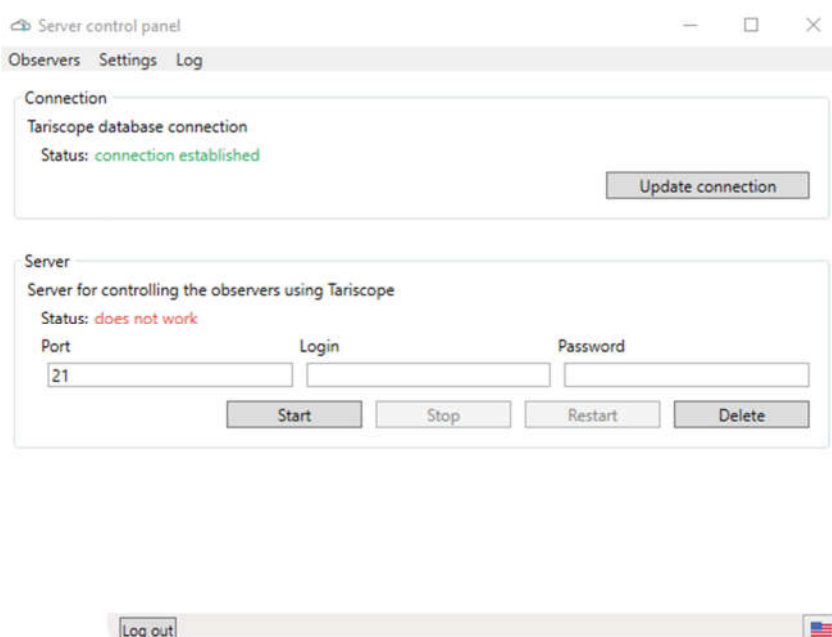 Server control panel
Observers Settings Log
Connection
Tariscope database connection
Status: connection established
Update connection
Server
Server for controlling the observers using Tariscope
Status: does not work
Port Login Password
21
Start Stop Restart Delete
Log out